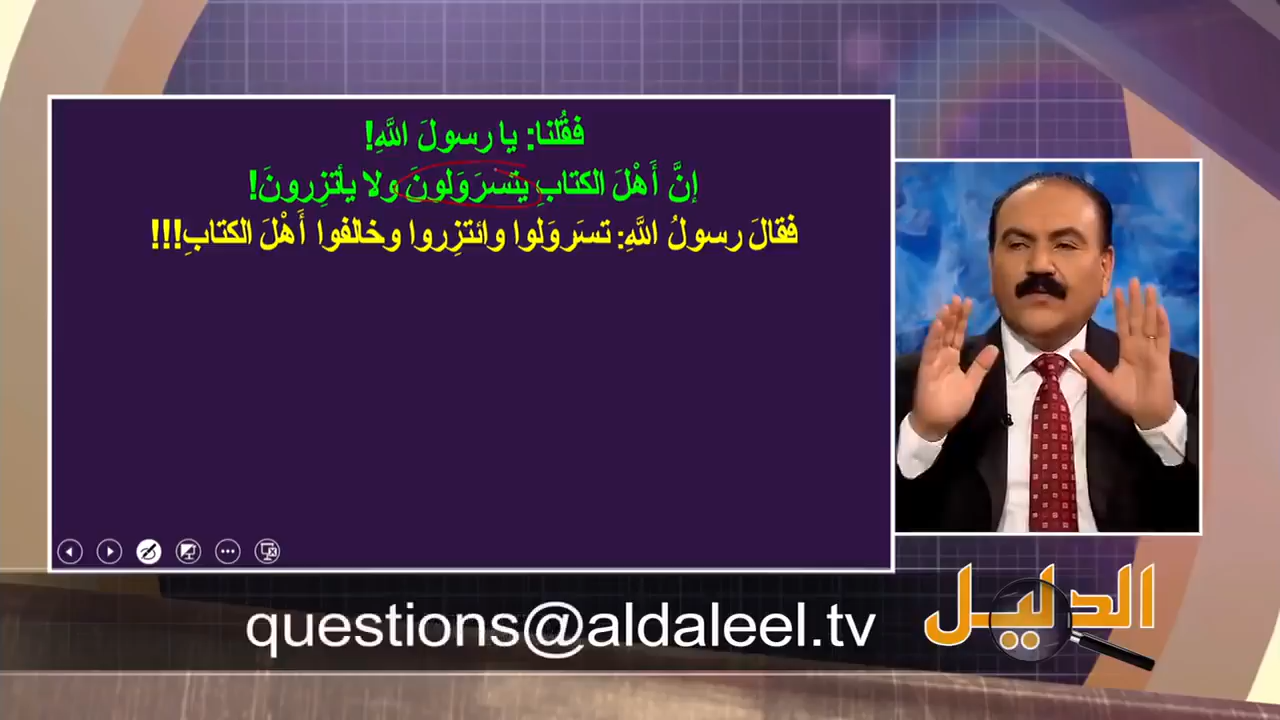 فقُلنا: يا رسولَ اللَّهِ!
إنَّ أَهْلَ الكتابِ يتسَرَوَلونَ ولا يأتزِرونَ!
فقالَ رسولُ اللَّهِ: تسَروَلوا وائتزِروا وخالفوا أَهْلَ الكتابِ!!!
questions@aldaleel.tv
الدليل